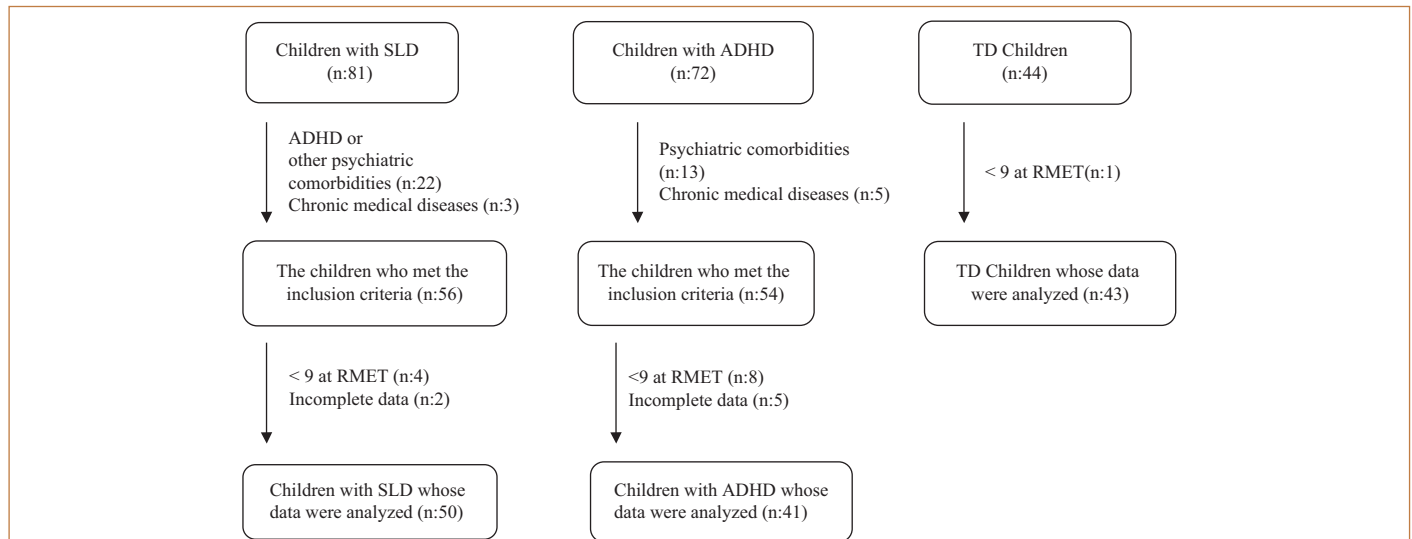 Children with SLD
(n:81)
Children with ADHD
(n:72)
TD Children
(n:44)
ADHD or
other psychiatric
comorbidities (n:22)
Chronic medical diseases (n:3)
Psychiatric comorbidities
(n:13)
Chronic medical diseases (n:5)
< 9 at RMET(n:1)
The children who met the
inclusion criteria (n:56)
The children who met the
inclusion criteria (n:54)
TD Children whose data
were analyzed (n:43)
< 9 at RMET (n:4)
Incomplete data (n:2)
<9 at RMET (n:8)
Incomplete data (n:5)
Children with SLD whose
data were analyzed (n:50)
Children with ADHD whose
data were analyzed (n:41)